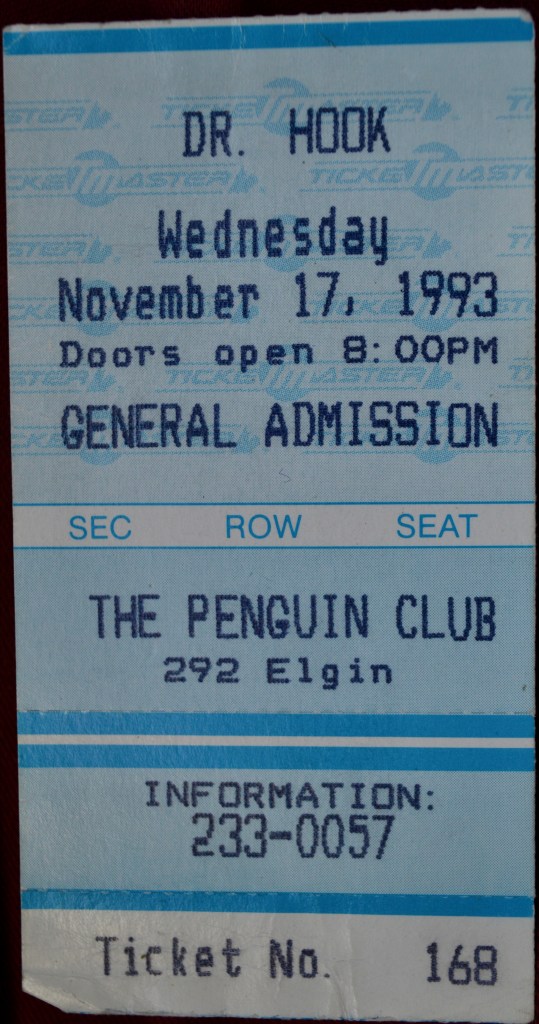 DR. HOOK
Wednesday
November 17, 1993
Doors open 8:00PM
GENERAL ADMISSION
SEC ROW SEAT
THE PENGUIN CLUB
292 Elgin
INFORMATION:
233-0057
Ticket No. 168
TICKETMASTER